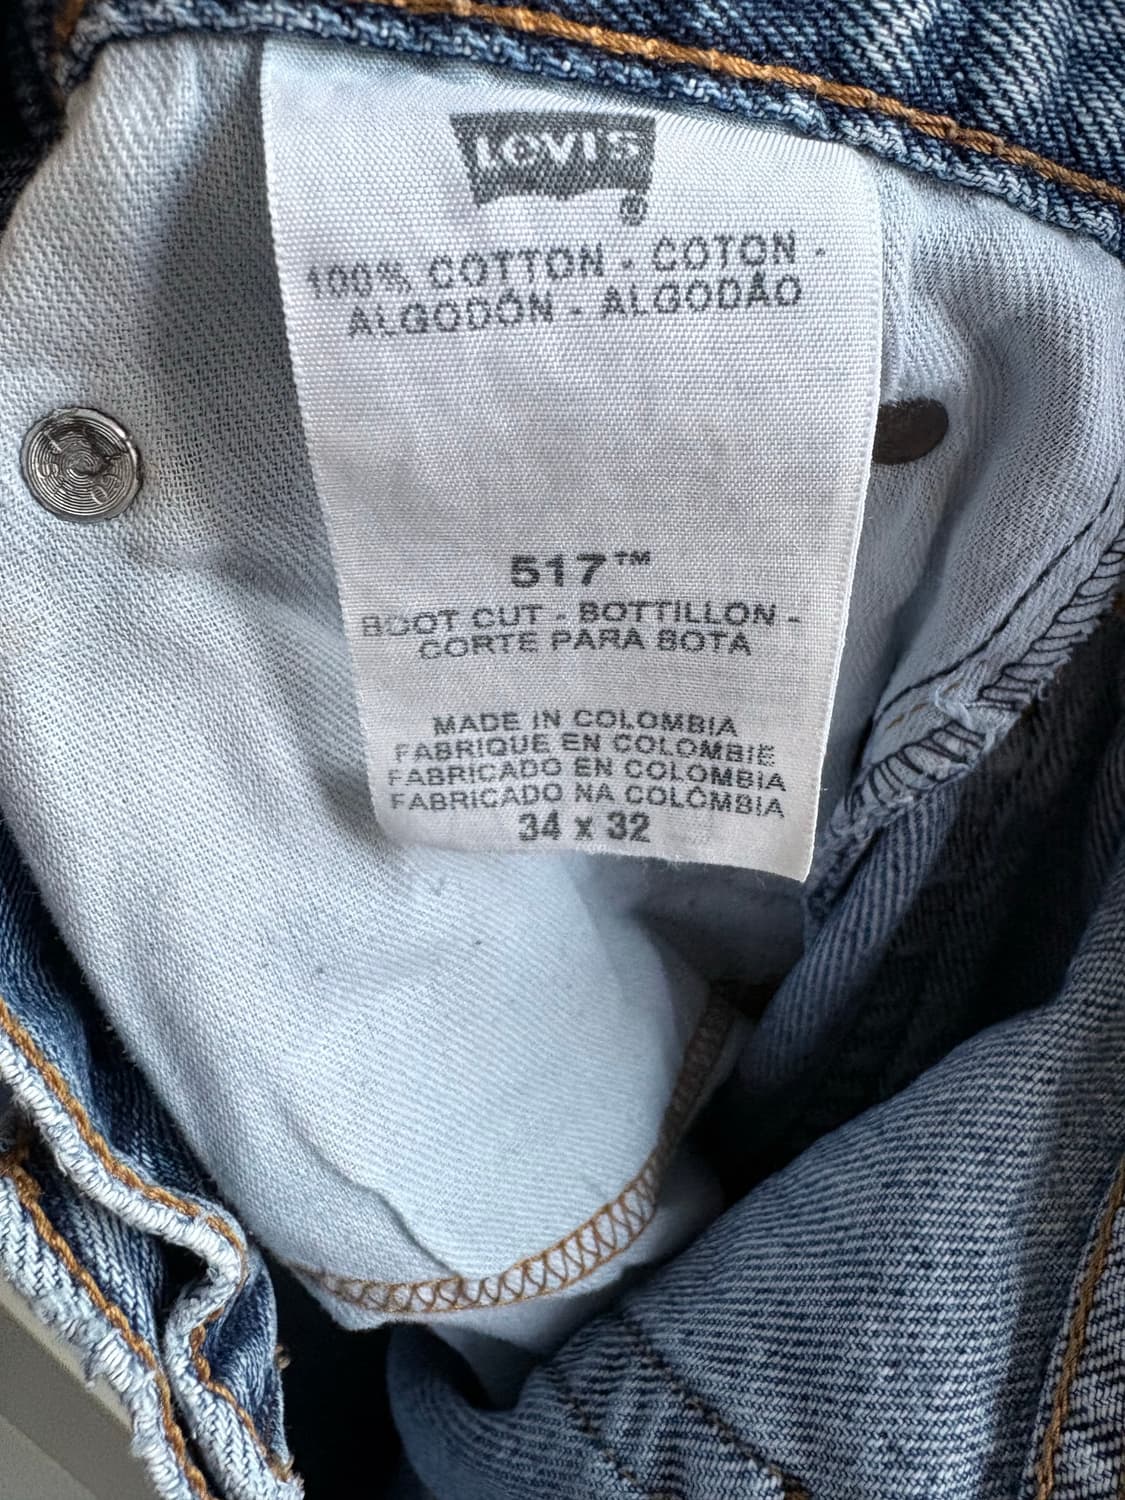 LEVI'S
®
100% COTTON - COTON -
ALGODÓN - ALGODÃO
517™
BOOT CUT - BOTTILLON -
CORTE PARA BOTA
MADE IN COLOMBIA
FABRIQUE EN COLOMBIE
FABRICADO EN COLOMBIA
FABRICADO NA COLÔMBIA
34 x 32